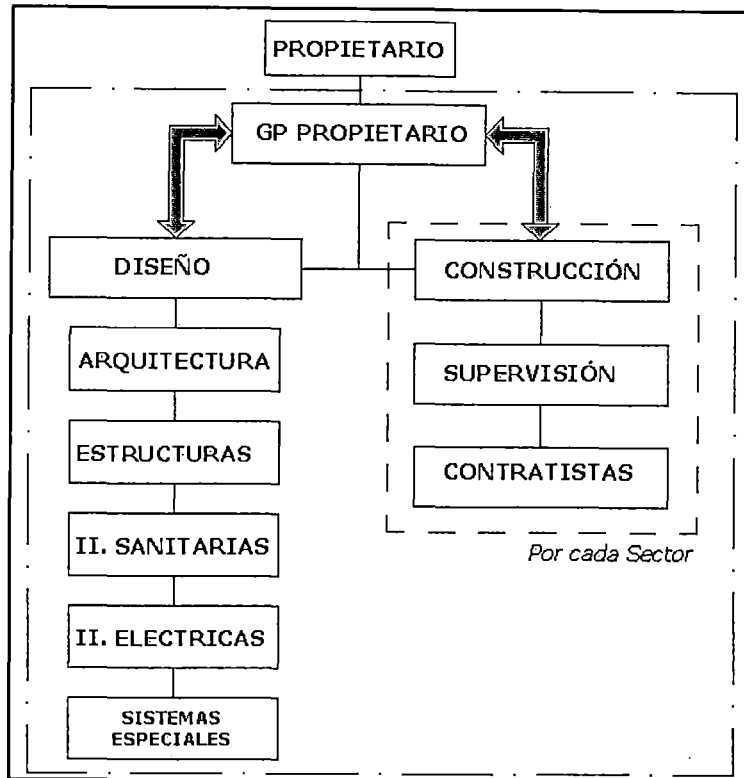 PROPIETARIO
GP PROPIETARIO
DISEÑO
ARQUITECTURA
ESTRUCTURAS
II. SANITARIAS
II. ELECTRICAS
SISTEMAS
ESPECIALES
CONSTRUCCIÓN
SUPERVISIÓN
CONTRATISTAS
Por cada Sector